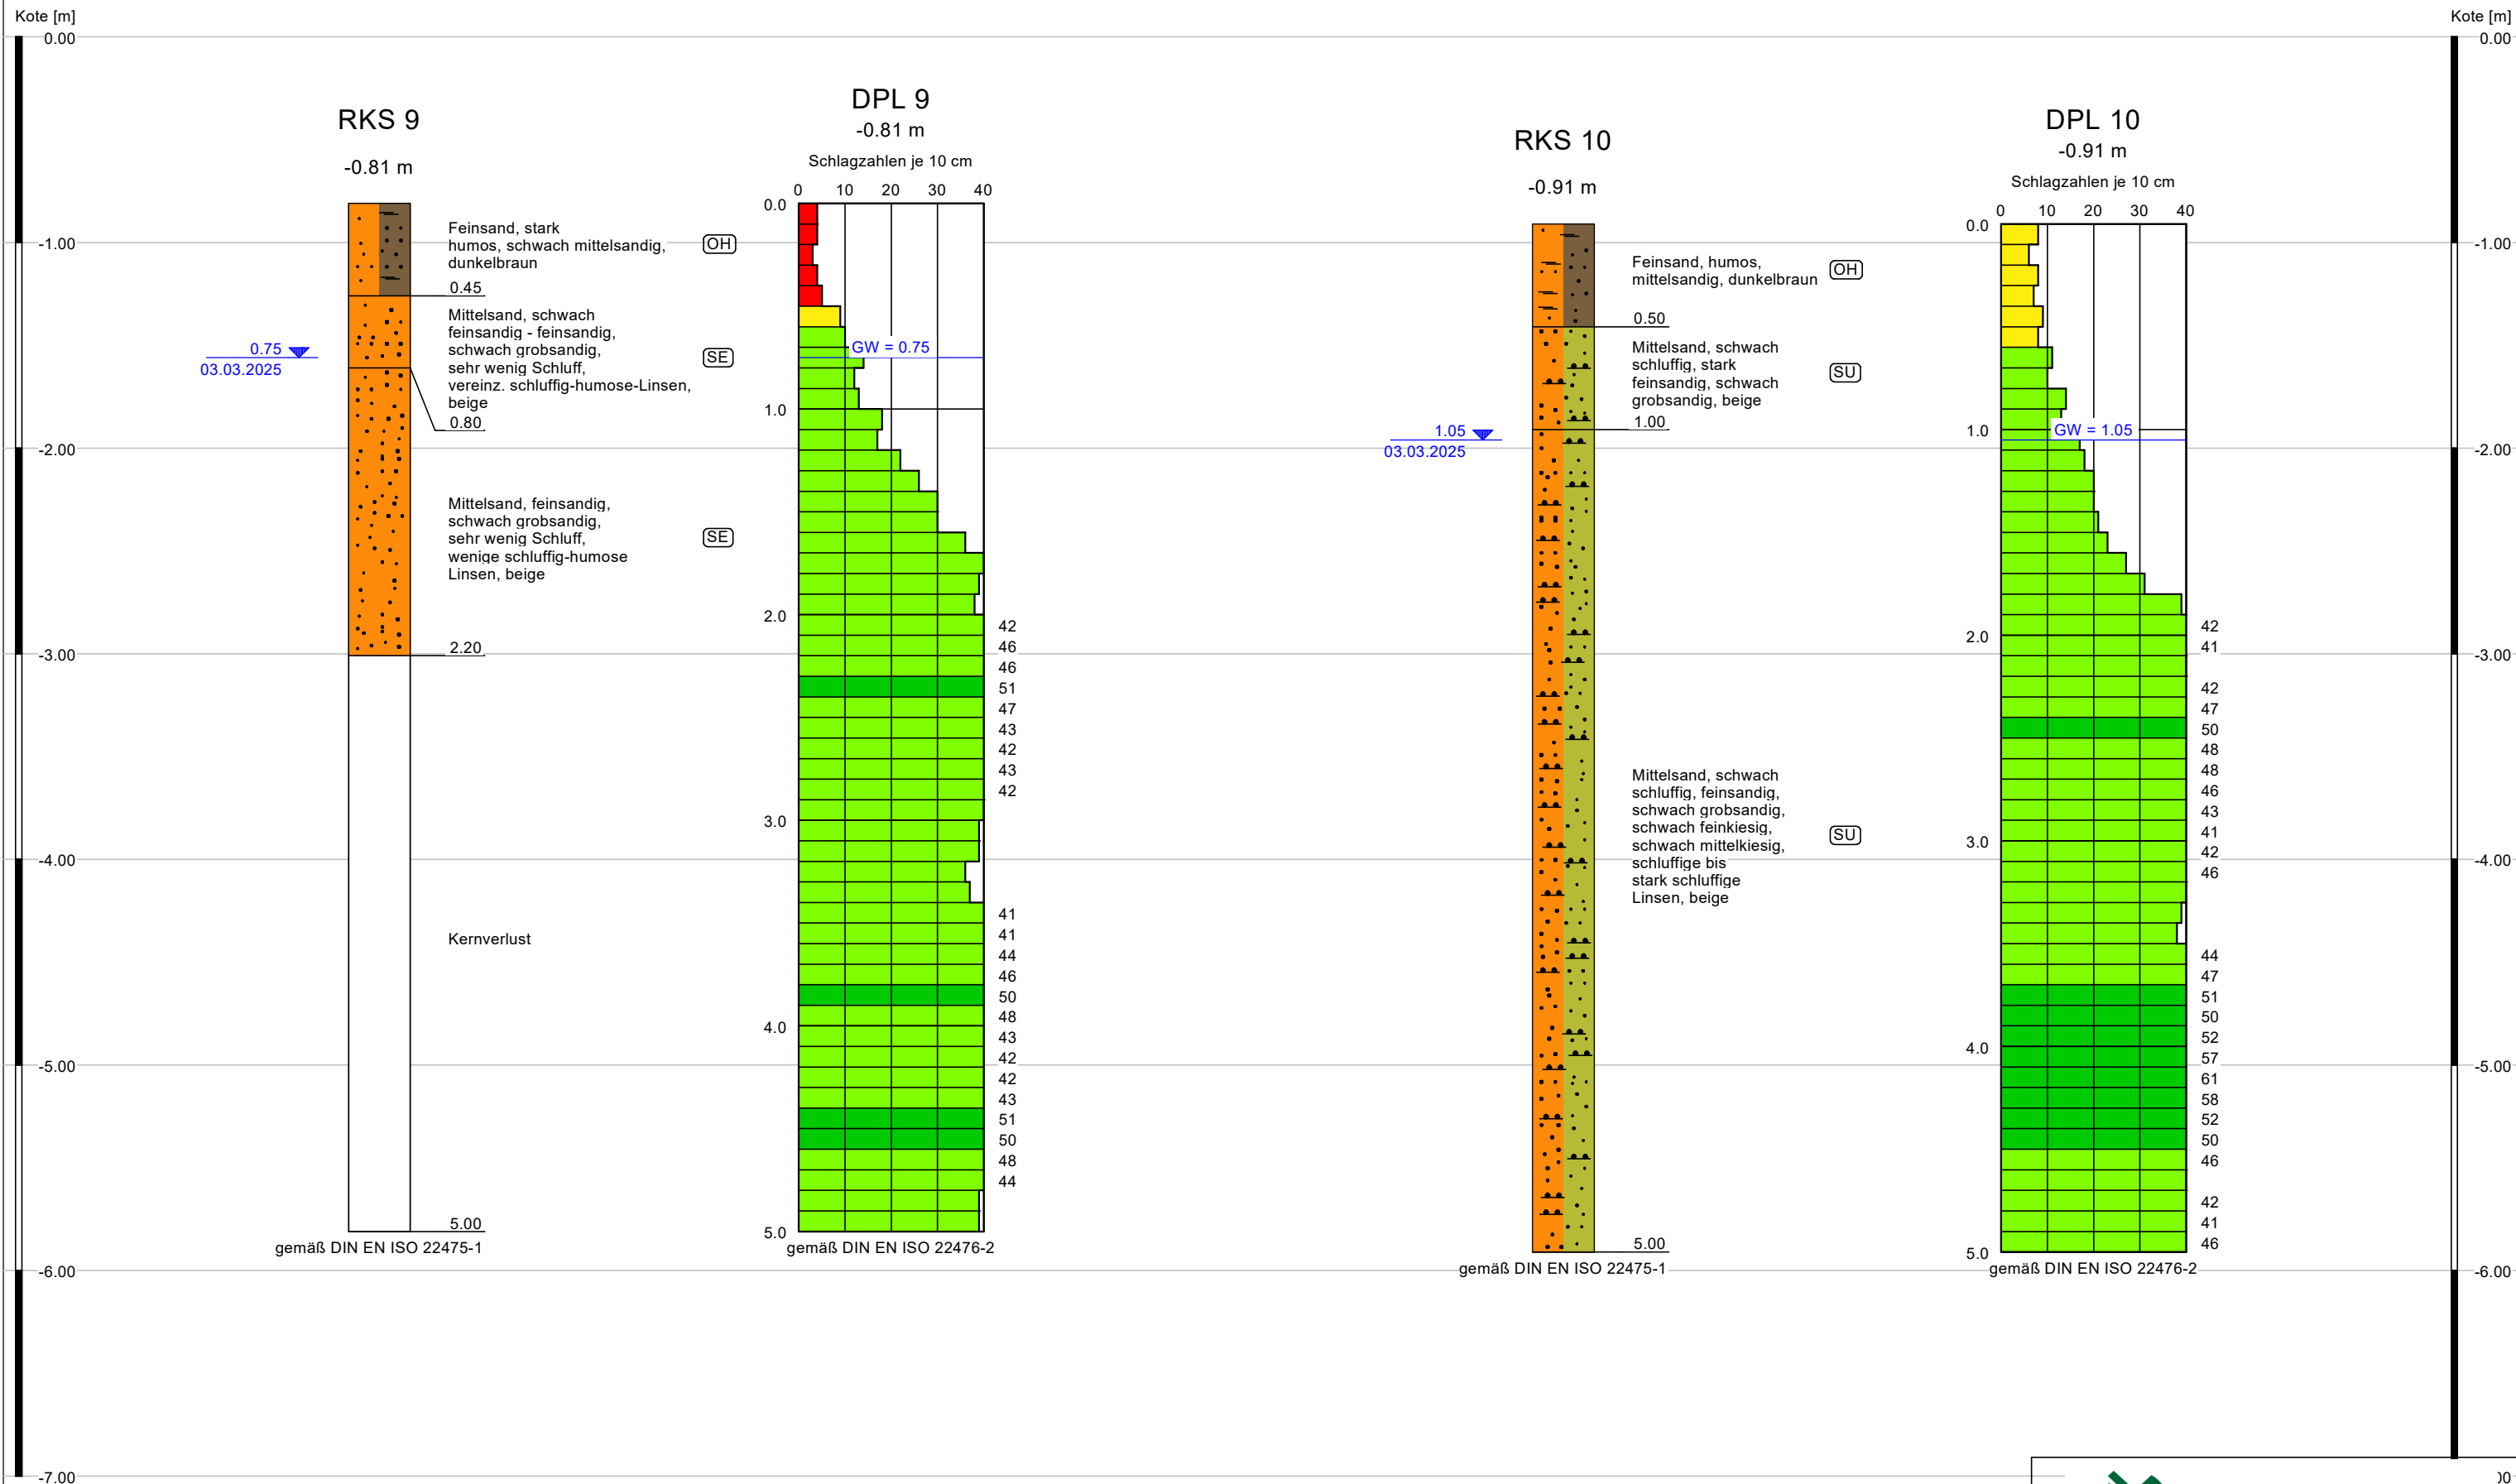 Kote [m]
Kote [m]
0.00
-1.00
-2.00
-3.00
-4.00
-5.00
-6.00
-7.00
RKS 9
-0.81 m
Feinsand, stark
humos, schwach mittelsandig,
dunkelbraun
OH
0.45
Mittelsand, schwach
feinsandig - feinsandig,
schwach grobsandig,
sehr wenig Schluff,
vereinz. schluffig-humose-Linsen,
beige
SE
0.80
0.75
03.03.2025
Mittelsand, feinsandig,
schwach grobsandig,
sehr wenig Schluff,
wenige schluffig-humose
Linsen, beige
SE
2.20
Kernverlust
5.00
gemäß DIN EN ISO 22475-1
DPL 9
-0.81 m
Schlagzahlen je 10 cm
0 10 20 30 40
0.0
GW = 0.75
1.0
2.0
42
46
46
51
47
43
42
43
42
3.0
41
41
44
46
50
48
4.0
43
42
42
43
51
50
48
44
5.0
gemäß DIN EN ISO 22476-2
RKS 10
-0.91 m
Feinsand, humos,
mittelsandig, dunkelbraun
OH
0.50
Mittelsand, schwach
schluffig, stark
feinsandig, schwach
grobsandig, beige
SU
1.00
1.05
03.03.2025
Mittelsand, schwach
schluffig, feinsandig,
schwach grobsandig,
schwach feinkiesig,
schwach mittelkiesig,
schluffige bis
stark schluffige
Linsen, beige
SU
5.00
gemäß DIN EN ISO 22475-1
DPL 10
-0.91 m
Schlagzahlen je 10 cm
0 10 20 30 40
0.0
1.0
GW = 1.05
42
2.0
41
42
47
50
48
48
46
43
41
3.0
42
46
44
47
51
50
52
4.0
57
61
58
52
50
46
42
41
46
5.0
gemäß DIN EN ISO 22476-2
0.00
-1.00
-2.00
-3.00
-4.00
-5.00
-6.00